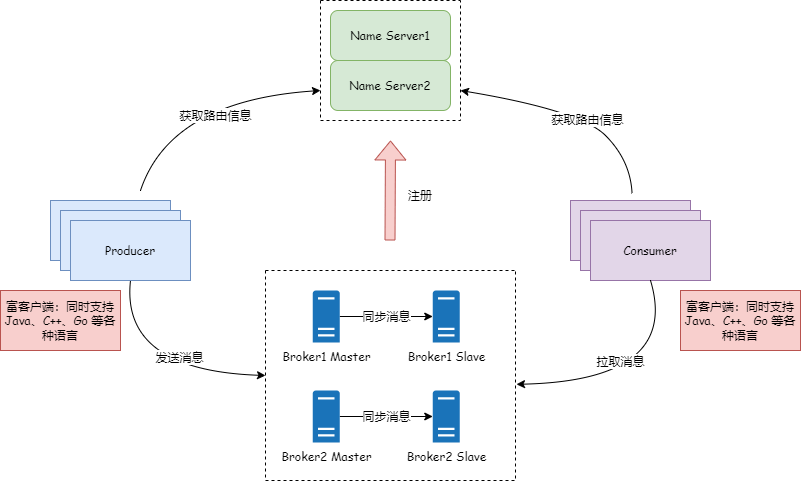 Name Server1
Name Server2
获取路由信息
获取路由信息
注册
Producer
Consumer
富客户端：同时支持
Java、C++、Go 等各
种语言
富客户端：同时支持
Java、C++、Go 等各
种语言
同步消息
Broker1 Master
Broker1 Slave
发送消息
拉取消息
同步消息
Broker2 Master
Broker2 Slave